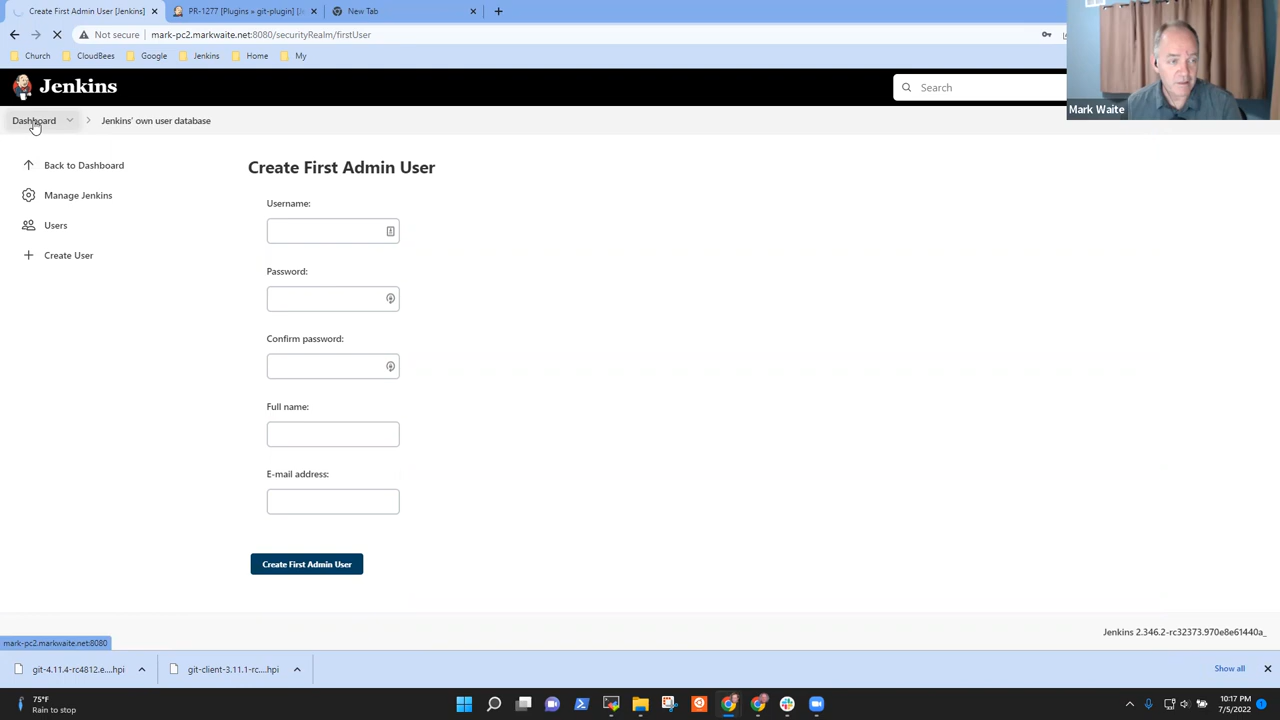 Create First Admin User [Jenkins]
PR-1277 [Plugins » git-plugin] [J
New Tab
Not secure
mark-pc2.markwaite.net:8080/securityRealm/firstUser
Church
CloudBees
Google
Jenkins
Home
My
Jenkins
Search
Mark Waite
Dashboard
Jenkins' own user database
Back to Dashboard
Manage Jenkins
Users
Create User
Create First Admin User
Username:
Password:
Confirm password:
Full name:
E-mail address:
Create First Admin User
Jenkins 2.346.2-rc32373.970e8e61440a_
mark-pc2.markwaite.net:8080
git-4.11.4-rc4812.e....hpi
git-client-3.11.1-rc....hpi
Show all
75°F
Rain to stop
10:17 PM
7/5/2022